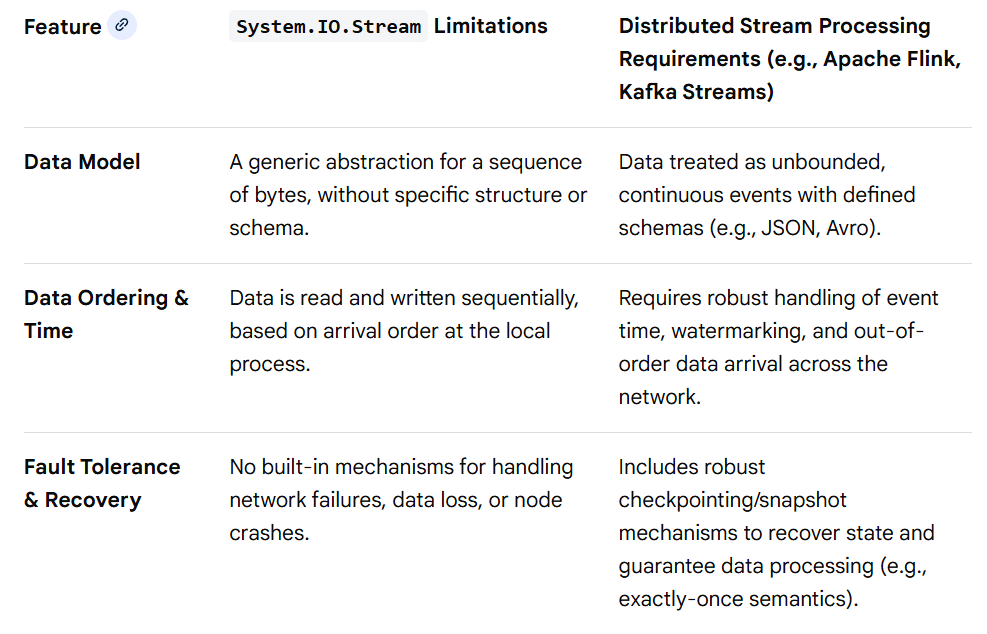 Feature
System.IO.Stream Limitations
Distributed Stream Processing
Requirements (e.g., Apache Flink,
Kafka Streams)
Data Model
A generic abstraction for a sequence
of bytes, without specific structure or
schema.
Data treated as unbounded,
continuous events with defined
schemas (e.g., JSON, Avro).
Data Ordering &
Time
Data is read and written sequentially,
based on arrival order at the local
process.
Requires robust handling of event
time, watermarking, and out-of-
order data arrival across the
network.
Fault Tolerance
& Recovery
No built-in mechanisms for handling
network failures, data loss, or node
crashes.
Includes robust
checkpointing/snapshot
mechanisms to recover state and
guarantee data processing (e.g.,
exactly-once semantics).